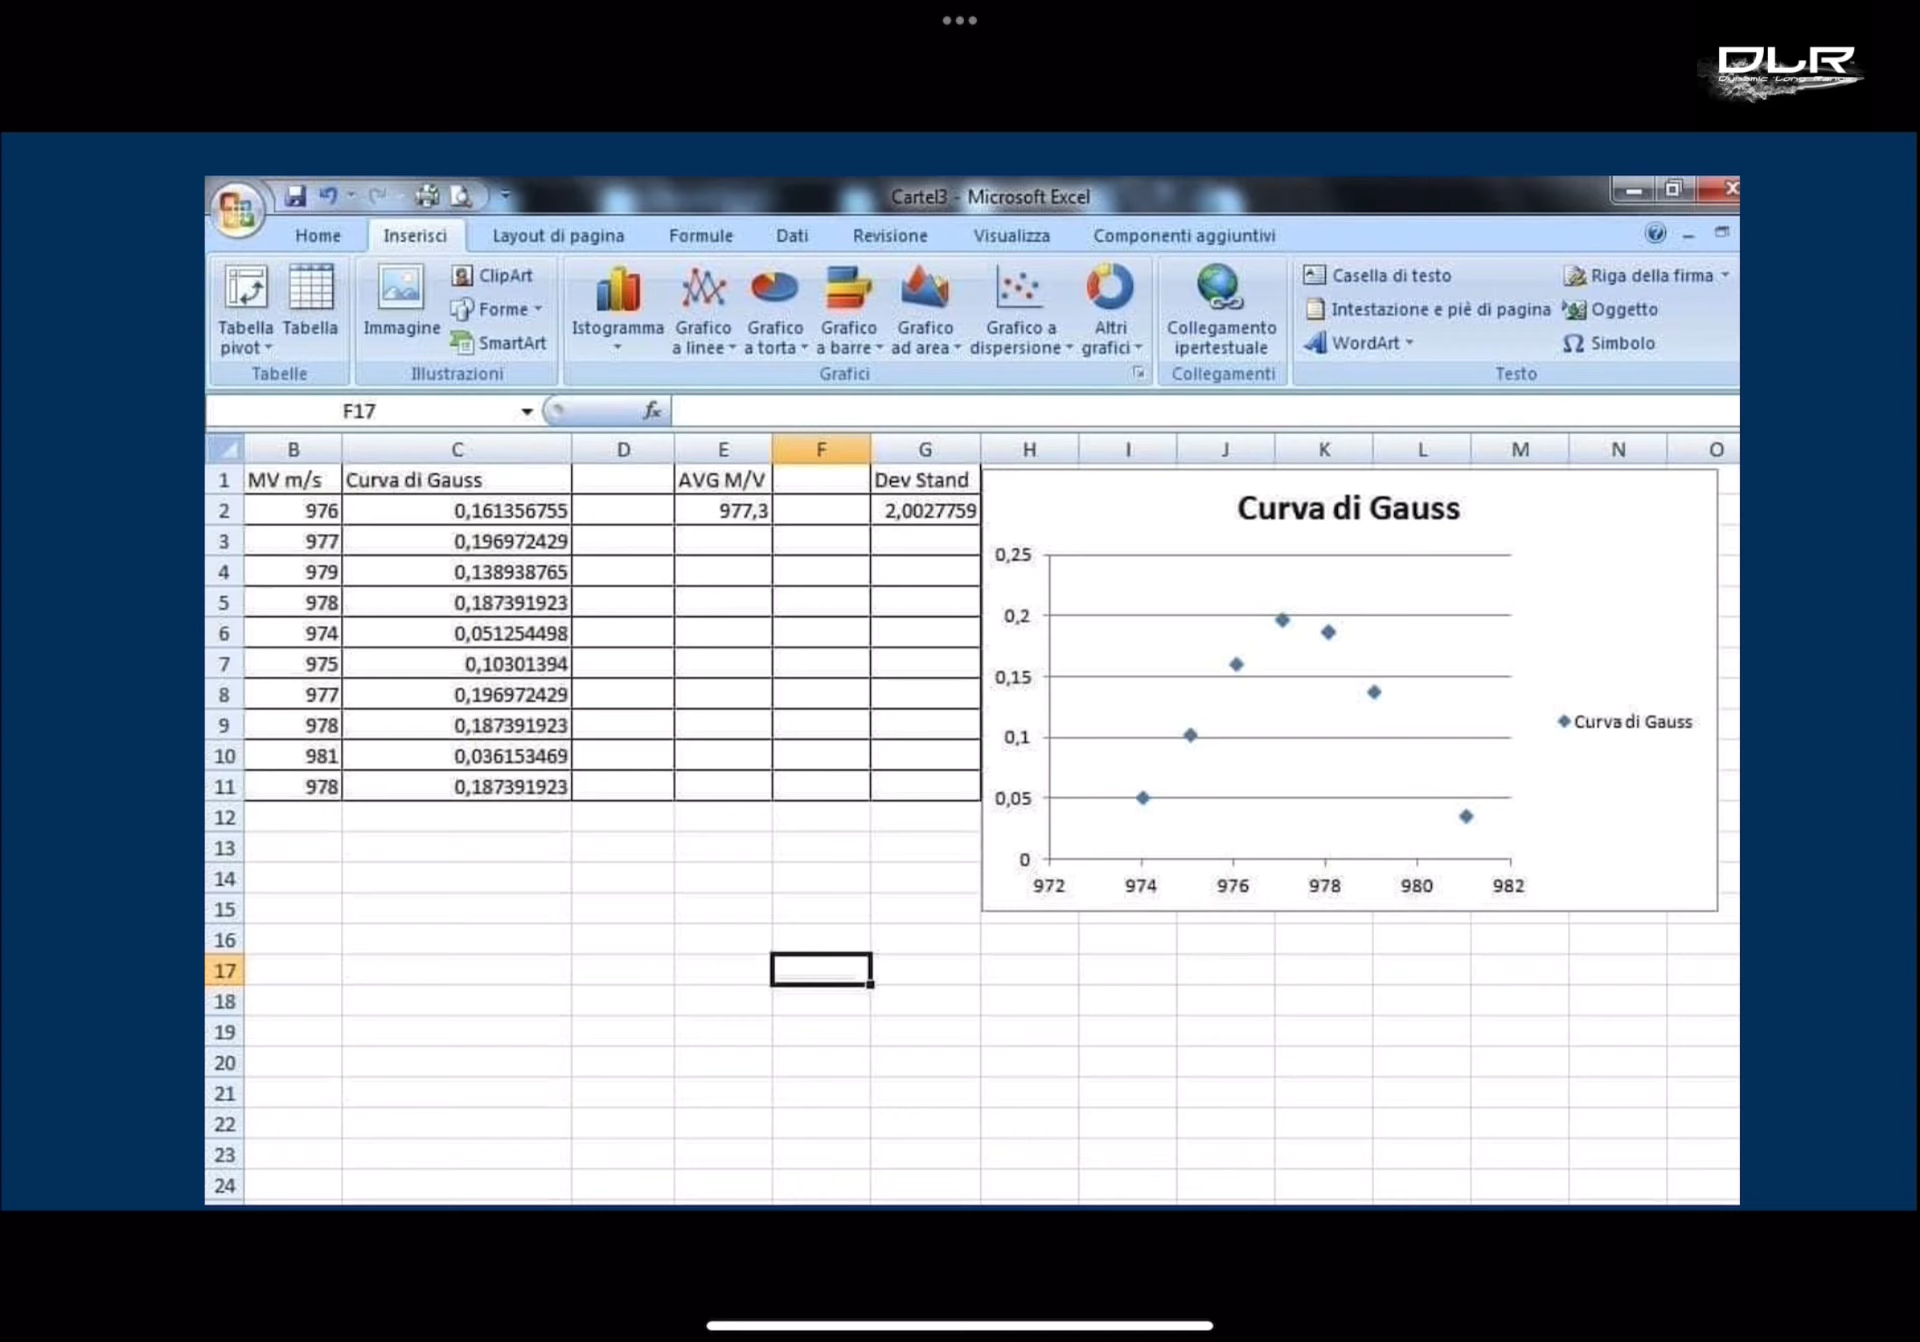 DLR
Dynamic Long Range
Cartel3 - Microsoft Excel
Home Inserisci Layout di pagina Formule Dati Revisione Visualizza Componenti aggiuntivi
Tabella pivot
Tabella
Tabelle
Immagine
ClipArt
Forme
SmartArt
Illustrazioni
Istogramma
Grafico a linee
Grafico a torta
Grafico a barre
Grafico ad area
Grafico a dispersione
Altri grafici
Grafici
Collegamento ipertestuale
Collegamenti
Casella di testo
Intestazione e piè di pagina
WordArt
Riga della firma
Oggetto
Simbolo
Testo
F17 fx
B C D E F G H I J K L M N O
1 MV m/s Curva di Gauss AVG M/V Dev Stand
2 976 0,161356755 977,3 2,0027759
3 977 0,196972429
4 979 0,138938765
5 978 0,187391923
6 974 0,051254498
7 975 0,10301394
8 977 0,196972429
9 978 0,187391923
10 981 0,036153469
11 978 0,187391923
12
13
14
15
16
17
18
19
20
21
22
23
24
Curva di Gauss
0,25
0,2
0,15
0,1
0,05
0
972 974 976 978 980 982
Curva di Gauss